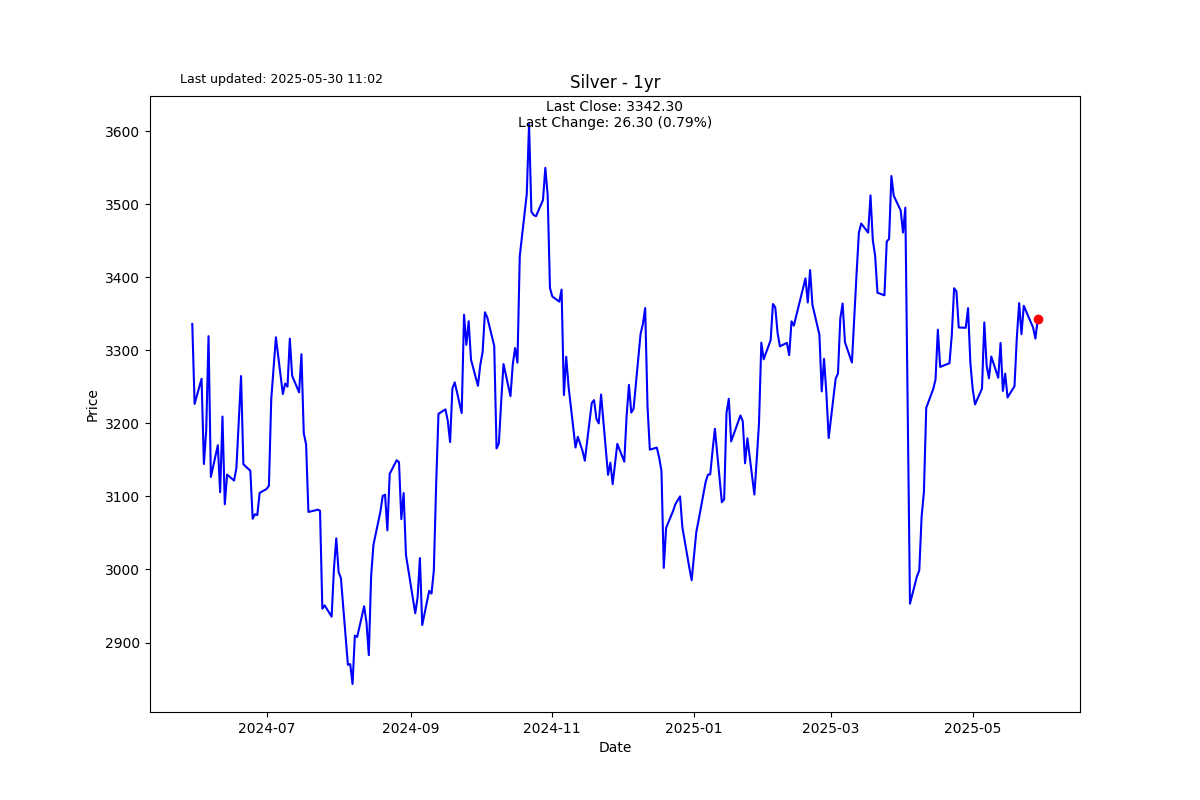 Last updated: 2025-05-30 11:02
Silver - 1yr
Last Close: 3342.30
Last Change: 26.30 (0.79%)
3600
3500
3400
3300
3200
3100
3000
2900
Price
2024-07
2024-09
2024-11
2025-01
2025-03
2025-05
Date